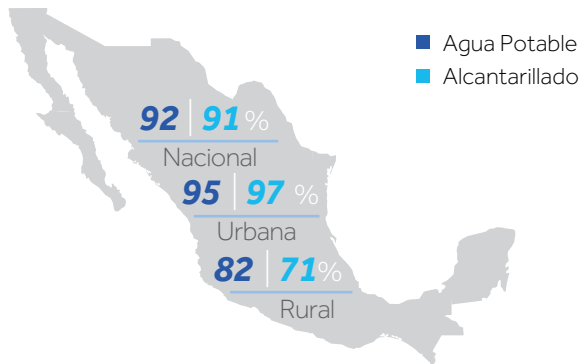 Agua Potable
Alcantarillado
92 91 %
Nacional
95 97 %
Urbana
82 71%
Rural